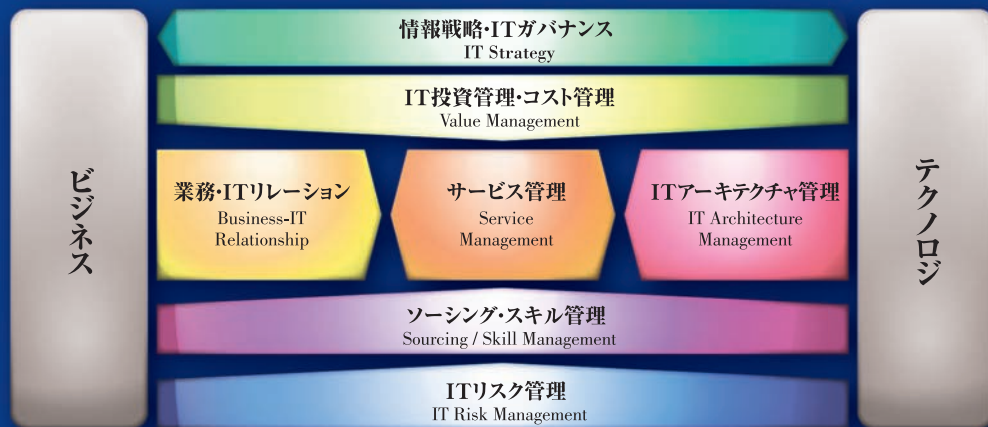 ビジネス
情報戦略・ITガバナンス
IT Strategy
IT投資管理・コスト管理
Value Management
業務・ITリレーション
Business-IT
Relationship
サービス管理
Service
Management
ITアーキテクチャ管理
IT Architecture
Management
ソーシング・スキル管理
Sourcing / Skill Management
ITリスク管理
IT Risk Management
テクノロジ